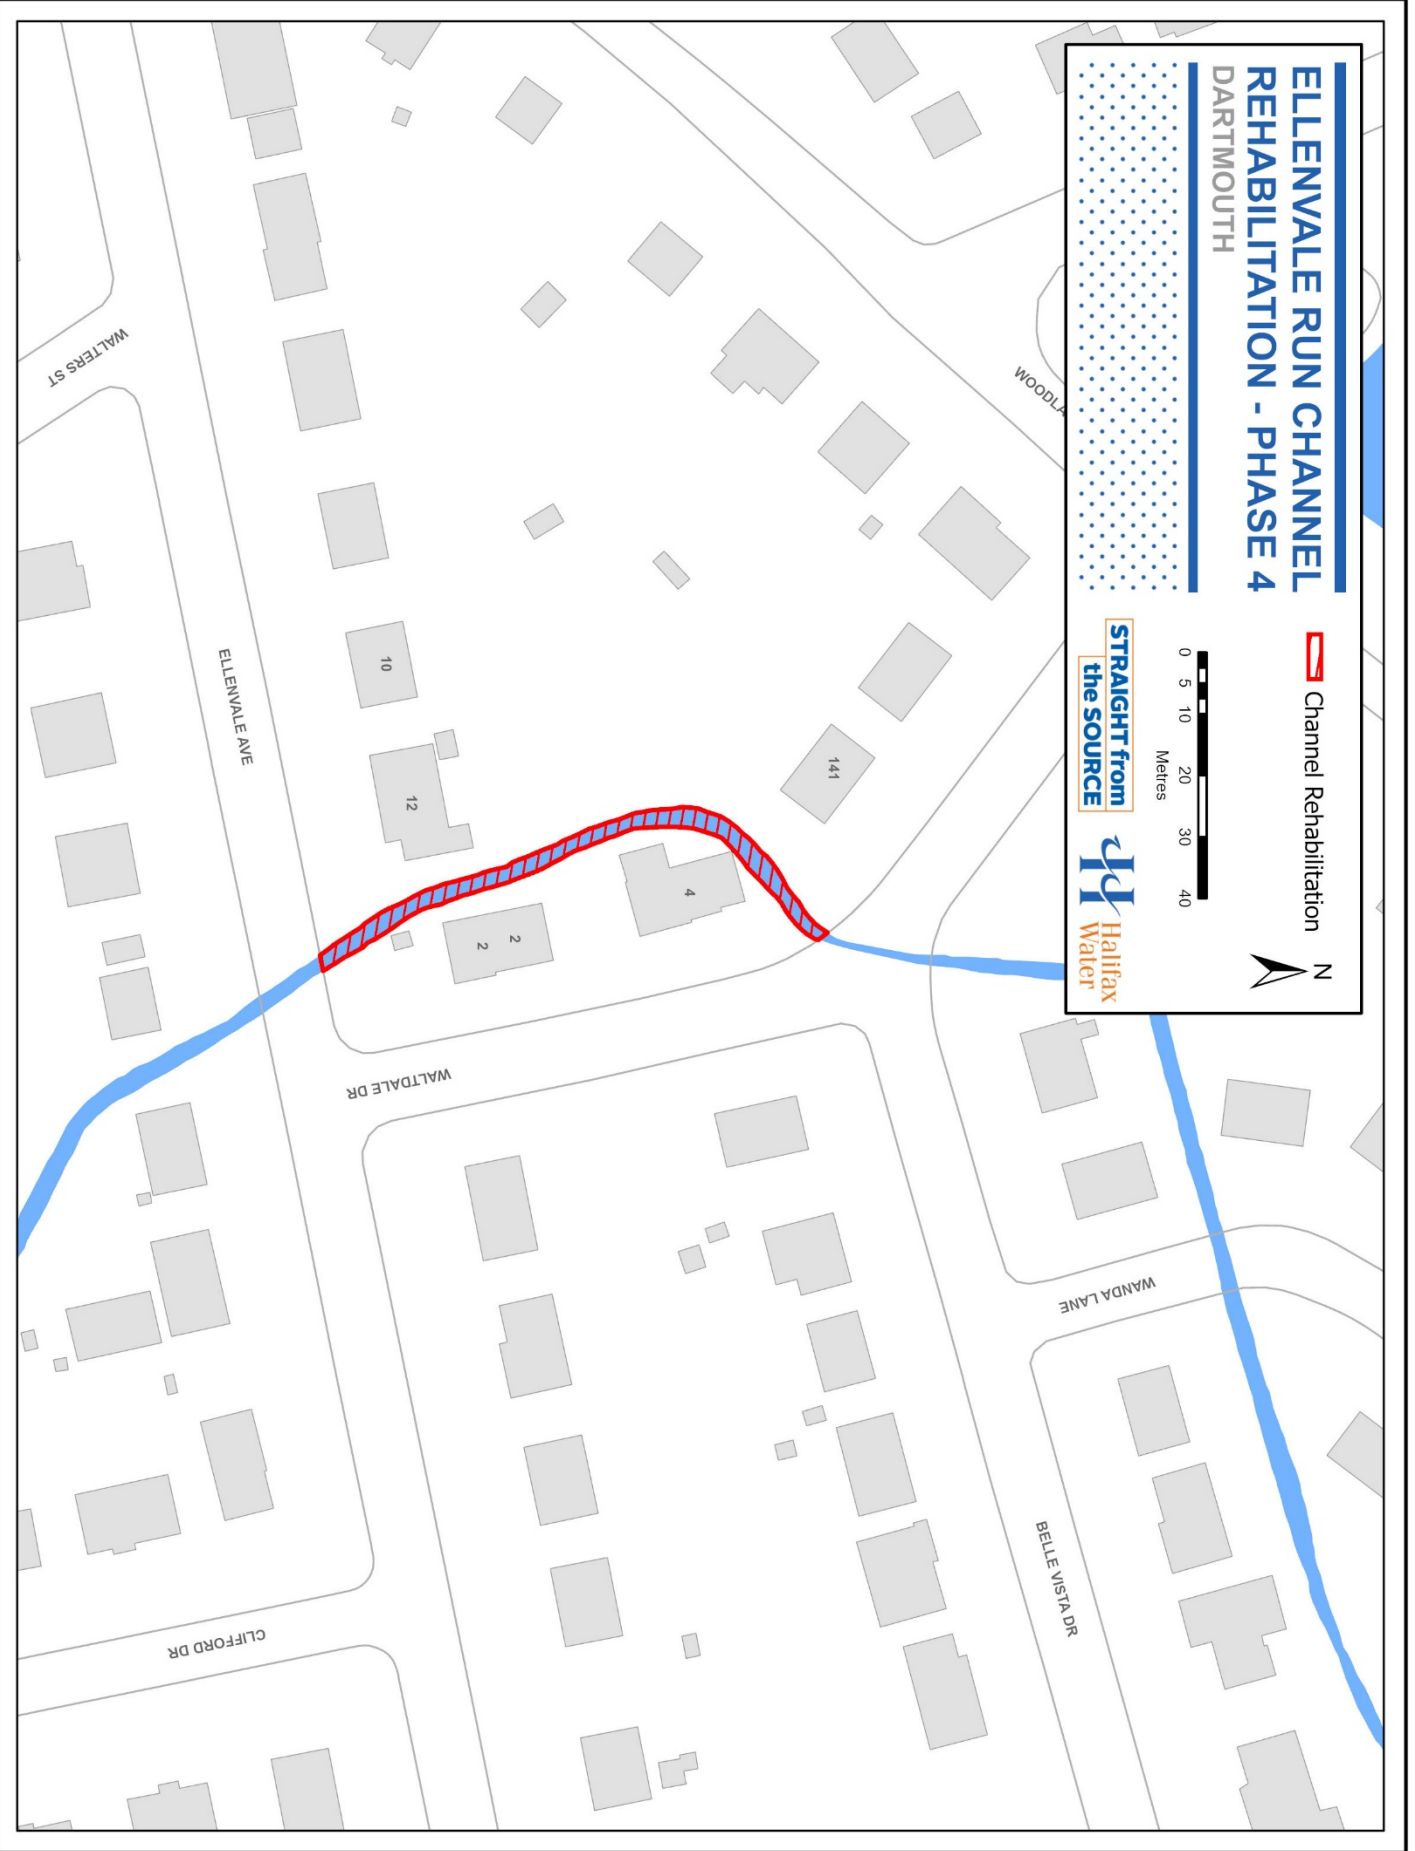 ELLENVALE RUN CHANNEL
REHABILITATION - PHASE 4
DARTMOUTH
Channel Rehabilitation
N
0 5 10 20 30 40
Metres
STRAIGHT from
the SOURCE
Halifax
Water
WOODLA
WALTERS ST
ELLENVALE AVE
10
12
141
4
2
2
WALTDALE DR
WANDA LANE
BELLE VISTA DR
CLIFFORD DR